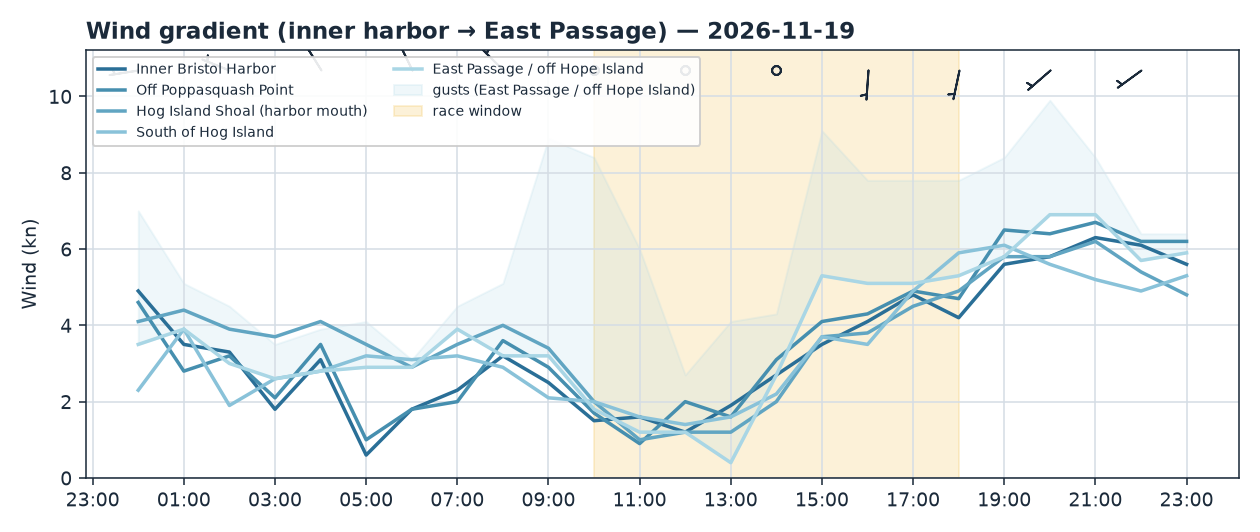 Wind gradient (inner harbor → East Passage) — 2026-11-19
Inner Bristol Harbor
Off Poppasquash Point
Hog Island Shoal (harbor mouth)
South of Hog Island
East Passage / off Hope Island
gusts (East Passage / off Hope Island)
race window
Wind (kn)
10
8
6
4
2
0
23:00 01:00 03:00 05:00 07:00 09:00 11:00 13:00 15:00 17:00 19:00 21:00 23:00